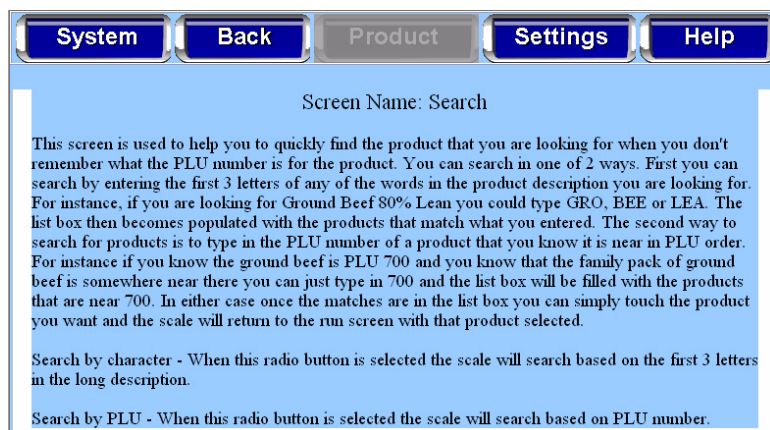 System Back Product Settings Help
Screen Name: Search
This screen is used to help you to quickly find the product that you are looking for when you don't
remember what the PLU number is for the product. You can search in one of 2 ways. First you can
search by entering the first 3 letters of any of the words in the product description you are looking for.
For instance, if you are looking for Ground Beef 80% Lean you could type GRO, BEE or LEA. The
list box then becomes populated with the products that match what you entered. The second way to
search for products is to type in the PLU number of a product that you know it is near in PLU order.
For instance if you know the ground beef is PLU 700 and you know that the family pack of ground
beef is somewhere near there you can just type in 700 and the list box will be filled with the products
that are near 700. In either case once the matches are in the list box you can simply touch the product
you want and the scale will return to the run screen with that product selected.
Search by character - When this radio button is selected the scale will search based on the first 3 letters
in the long description.
Search by PLU - When this radio button is selected the scale will search based on PLU number.